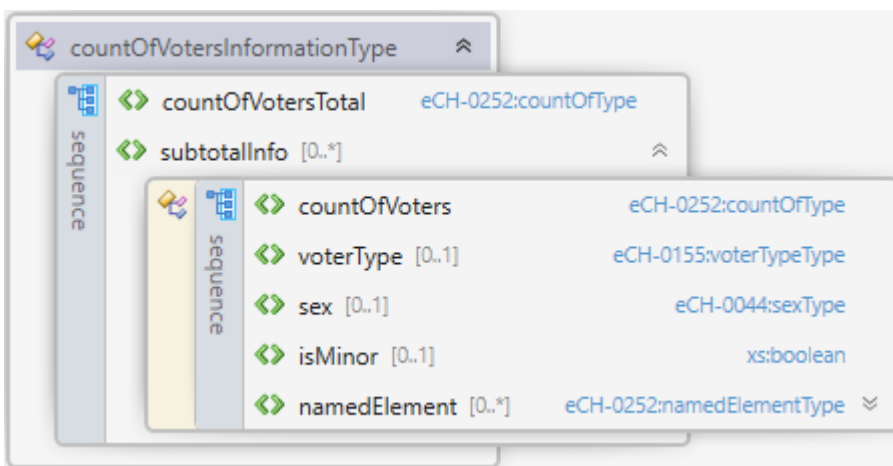 countOfVotersInformationType
countOfVotersTotal eCH-0252:countOfType
sequence
subtotalInfo [0..*]
countOfVoters eCH-0252:countOfType
sequence
voterType [0..1] eCH-0155:voterTypeType
sex [0..1] eCH-0044:sexType
isMinor [0..1] xs:boolean
namedElement [0..*] eCH-0252:namedElementType